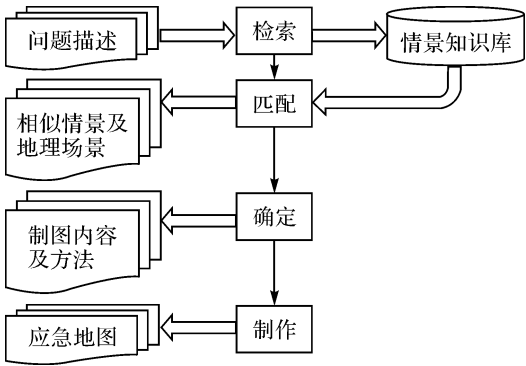 问题描述
检索
情景知识库
相似情景及
地理场景
匹配
制图内容
及方法
确定
应急地图
制作